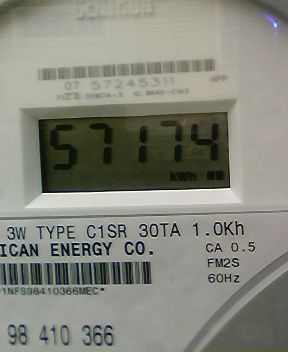 CENTRON
07 57245311
57174
kWh
3W TYPE C1SR 30TA 1.0Kh
ICAN ENERGY CO.
CA 0.5
FM2S
60Hz
1NFS98410366MEC*
98 410 366